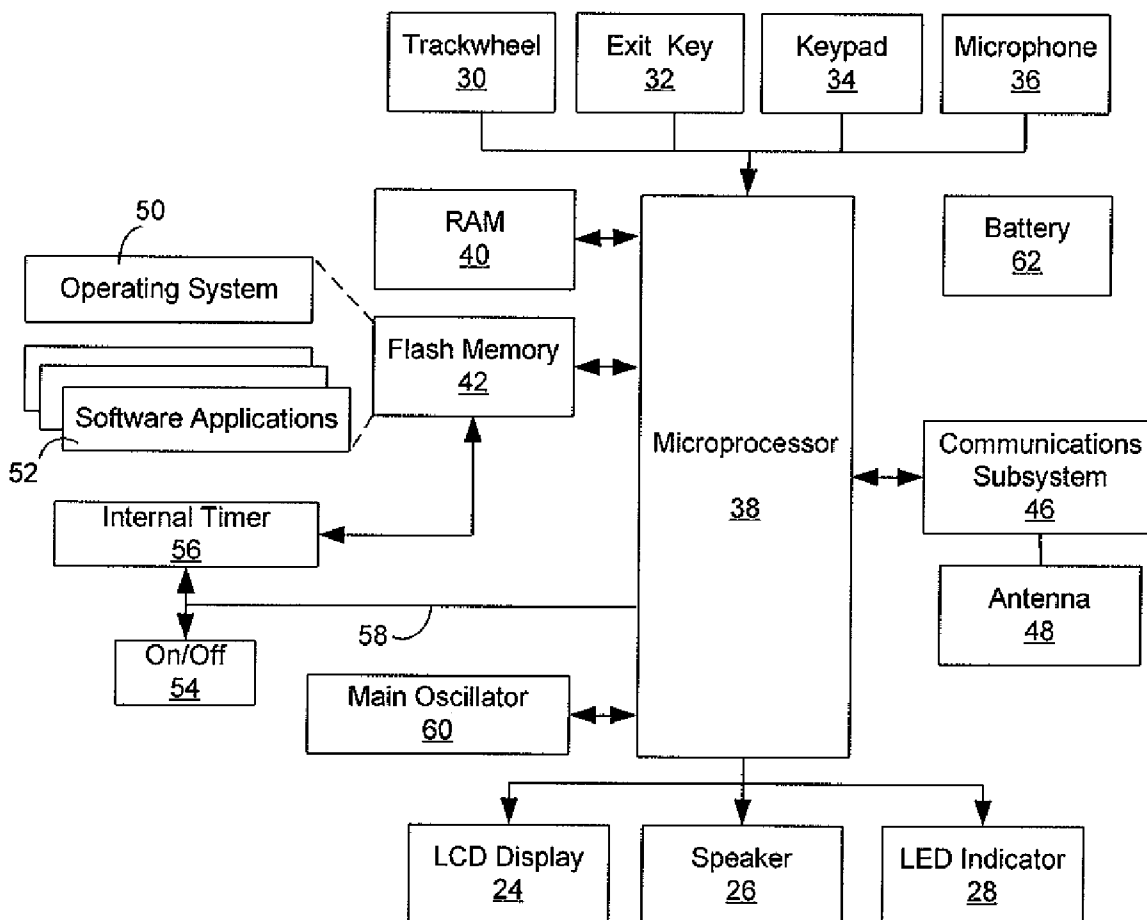 Trackwheel
30
Exit Key
32
Keypad
34
Microphone
36
50
Operating System
RAM
40
Battery
62
Flash Memory
42
Software Applications
52
Microprocessor
38
Communications
Subsystem
46
Internal Timer
56
Antenna
48
58
On/Off
54
Main Oscillator
60
LCD Display
24
Speaker
26
LED Indicator
28